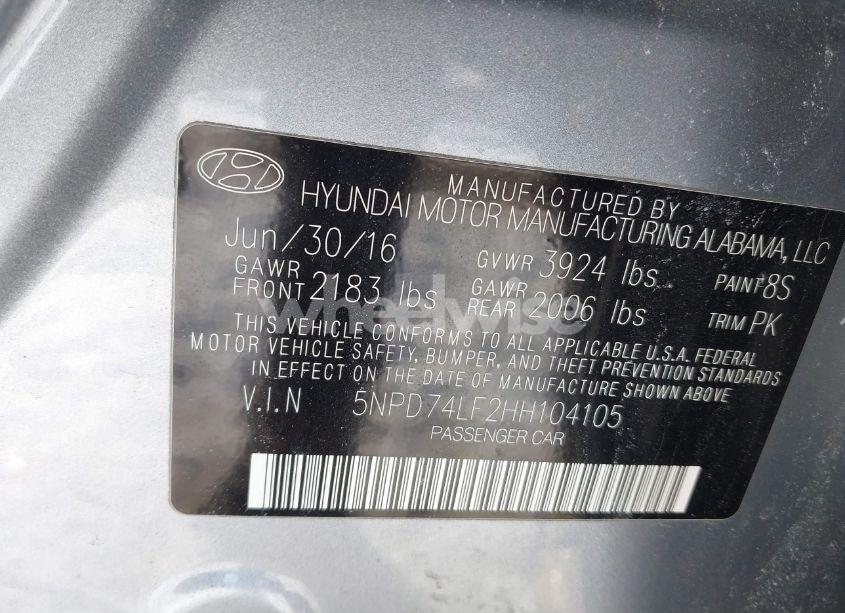 MANUFACTURED BY
HYUNDAI MOTOR MANUFACTURING ALABAMA, LLC
Jun/30/16 GVWR 3924 lbs PAINT 8S
GAWR FRONT 2183 lbs GAWR REAR 2006 lbs TRIM PK
THIS VEHICLE CONFORMS TO ALL APPLICABLE U.S.A. FEDERAL
MOTOR VEHICLE SAFETY, BUMPER, AND THEFT PREVENTION STANDARDS
IN EFFECT ON THE DATE OF MANUFACTURE SHOWN ABOVE
V.I.N 5NPD74LF2HH104105
PASSENGER CAR
wheelwise